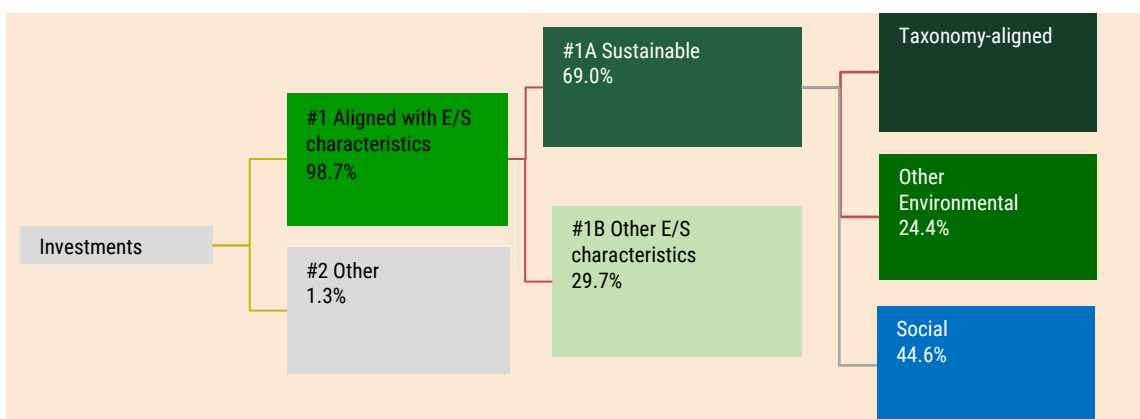 Investments
#1 Aligned with E/S
characteristics
98.7%
#2 Other
1.3%
#1A Sustainable
69.0%
#1B Other E/S
characteristics
29.7%
Taxonomy-aligned
Other
Environmental
24.4%
Social
44.6%